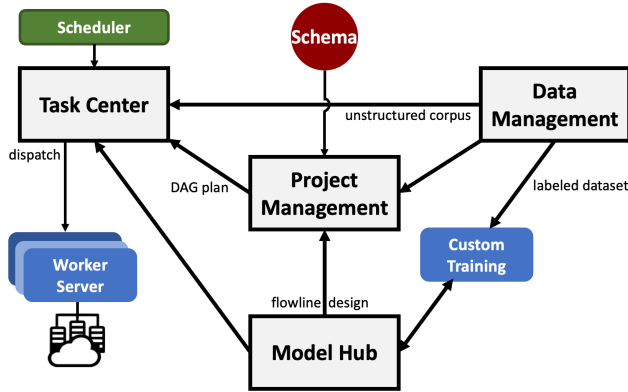 Scheduler
Schema
Task Center
Data
Management
unstructured corpus
dispatch
DAG plan
Project
Management
labeled dataset
Custom
Training
Worker
Server
flowline design
Model Hub